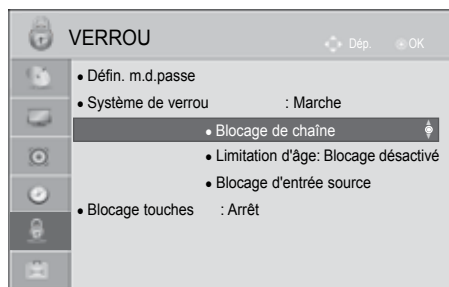 VERROU
Dép. OK
• Défin. m.d.passe
• Système de verrou : Marche
• Blocage de chaîne
• Limitation d'âge: Blocage désactivé
• Blocage d'entrée source
• Blocage touches : Arrêt